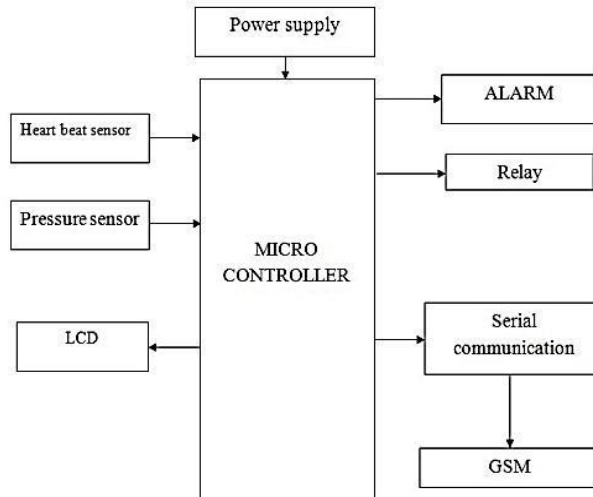 Power supply
ALARM
Heart beat sensor
Relay
Pressure sensor
MICRO
CONTROLLER
LCD
Serial
communication
GSM